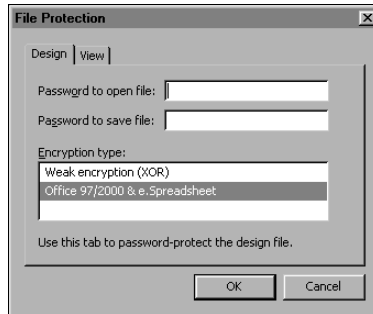 File Protection
Design View
Password to open file:
Password to save file:
Encryption type:
Weak encryption (XOR)
Office 97/2000 & e.Spreadsheet
Use this tab to password-protect the design file.
OK Cancel